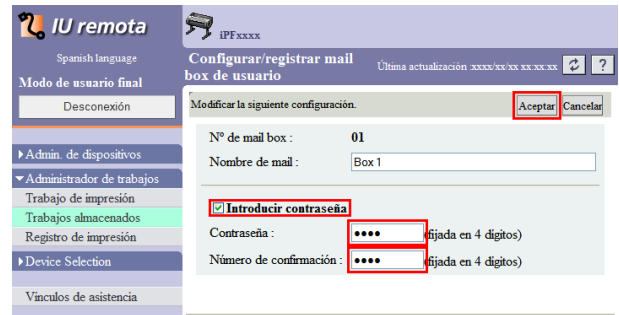 IU remota
Spanish language
Modo de usuario final
Desconexión
Admin. de dispositivos
Administrador de trabajos
Trabajo de impresión
Trabajos almacenados
Registro de impresión
Device Selection
Vínculos de asistencia
iPFxxxx
Configurar/registrar mail
box de usuario
Última actualización :xxxx/xx/xx xx:xx:xx
?
Modificar la siguiente configuración.
Aceptar Cancelar
Nº de mail box : 01
Nombre de mail : Box 1
Introducir contraseña
Contraseña : •••• (fijada en 4 dígitos)
Número de confirmación : •••• (fijada en 4 dígitos)